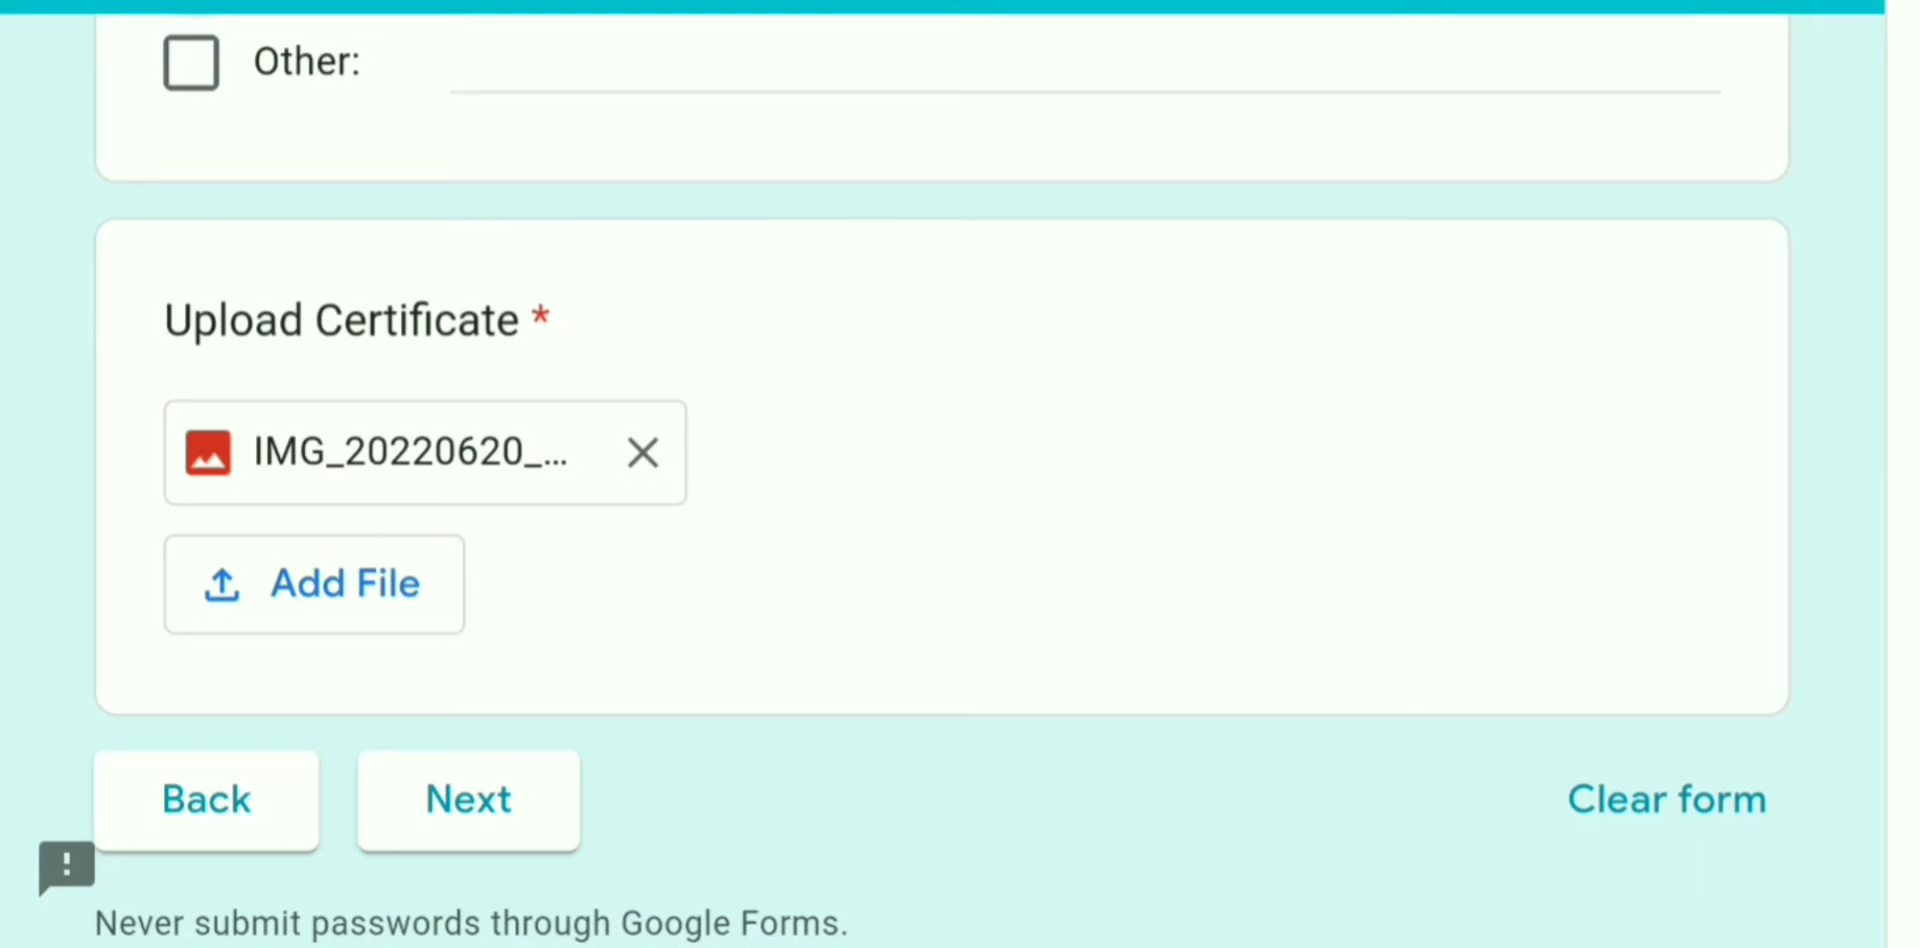 Other:
Upload Certificate *
IMG_20220620_...
Add File
Back
Next
Clear form
Never submit passwords through Google Forms.